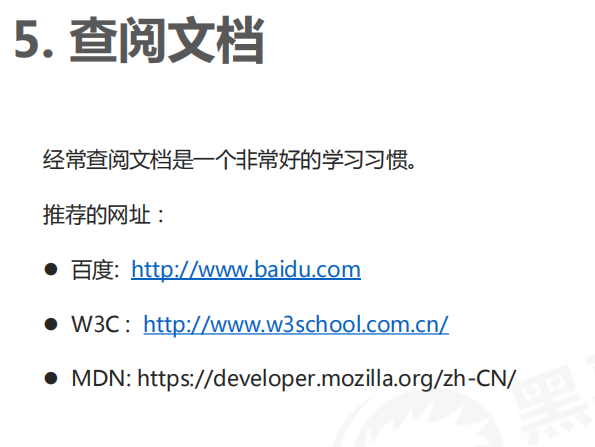 5. 查阅文档
经常查阅文档是一个非常好的学习习惯。
推荐的网址：
● 百度: http://www.baidu.com
● W3C : http://www.w3school.com.cn/
● MDN: https://developer.mozilla.org/zh-CN/
黑